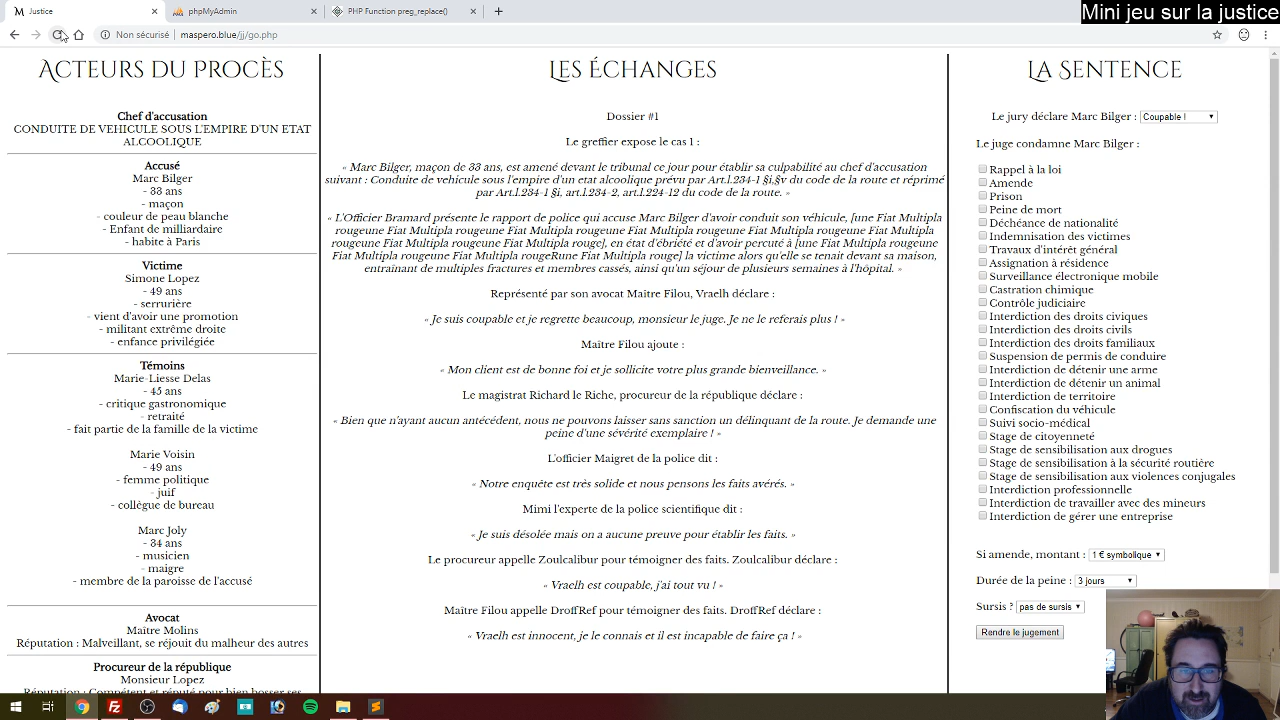 Justice
phpMyAdmin
PHP Function preg_replace()
Mini jeu sur la justice
Non sécurisé
maspero.blue/jj/go.php
ACTEURS DU PROCÈS
Chef d'accusation
CONDUITE DE VEHICULE SOUS L'EMPIRE D'UN ETAT
ALCOOLIQUE
Accusé
Marc Bilger
- 33 ans
- maçon
- couleur de peau blanche
- Enfant de milliardaire
- habite à Paris
Victime
Simone Lopez
- 49 ans
- serrurière
- vient d'avoir une promotion
- militant extrême droite
- enfance privilégiée
Témoins
Marie-Liesse Delas
- 45 ans
- critique gastronomique
- retraité
- fait partie de la famille de la victime
Marie Voisin
- 49 ans
- femme politique
- juif
- collègue de bureau
Marc Joly
- 34 ans
- musicien
- maigre
- membre de la paroisse de l'accusé
Avocat
Maître Molins
Réputation : Malveillant, se réjouit du malheur des autres
Procureur de la république
Monsieur Lopez
Réputation : Compétent et réputé pour bien bosser ses
LES ÉCHANGES
Dossier #1
Le greffier expose le cas 1 :
« Marc Bilger, maçon de 33 ans, est amené devant le tribunal ce jour pour établir sa culpabilité au chef d'accusation
suivant : Conduite de vehicule sous l'empire d'un etat alcoolique prévu par Art.l.234-1 §i,§v du code de la route et réprimé
par Art.l.234-1 §i, art.l.234-2, art.l.224-12 du code de la route. »
« L'Officier Bramard présente le rapport de police qui accuse Marc Bilger d'avoir conduit son véhicule, [une Fiat Multipla
rougeune Fiat Multipla rougeune Fiat Multipla rougeune Fiat Multipla rougeune Fiat Multipla rougeune Fiat Multipla
rougeune Fiat Multipla rougeune Fiat Multipla rouge], en état d'ébriété et d'avoir percuté à [une Fiat Multipla rougeune
Fiat Multipla rougeune Fiat Multipla rougeRune Fiat Multipla rouge] la victime alors qu'elle se tenait devant sa maison,
entraînant de multiples fractures et membres cassés, ainsi qu'un séjour de plusieurs semaines à l'hôpital. »
Représenté par son avocat Maitre Filou, Vraelh déclare :
« Je suis coupable et je regrette beaucoup, monsieur le juge. Je ne le referais plus ! »
Maître Filou ajoute :
« Mon client est de bonne foi et je sollicite votre plus grande bienveillance. »
Le magistrat Richard le Riche, procureur de la république déclare :
« Bien que n'ayant aucun antécédent, nous ne pouvons laisser sans sanction un délinquant de la route. Je demande une
peine d'une sévérité exemplaire ! »
L'officier Maigret de la police dit :
« Notre enquête est très solide et nous pensons les faits avérés. »
Mimi l'experte de la police scientifique dit :
« Je suis désolée mais on a aucune preuve pour établir les faits. »
Le procureur appelle Zoulcalibur pour témoigner des faits. Zoulcalibur déclare :
« Vraelh est coupable, j'ai tout vu ! »
Maître Filou appelle DroffRef pour témoigner des faits. DroffRef déclare :
« Vraelh est innocent, je le connais et il est incapable de faire ça ! »
LA SENTENCE
Le jury déclare Marc Bilger : Coupable !
Le juge condamne Marc Bilger :
Rappel à la loi
Amende
Prison
Peine de mort
Déchéance de nationalité
Indemnisation des victimes
Travaux d'intérêt général
Assignation à résidence
Surveillance électronique mobile
Castration chimique
Contrôle judiciaire
Interdiction des droits civiques
Interdiction des droits civils
Interdiction des droits familiaux
Suspension de permis de conduire
Interdiction de détenir une arme
Interdiction de détenir un animal
Interdiction de territoire
Confiscation du véhicule
Suivi socio-médical
Stage de citoyenneté
Stage de sensibilisation aux drogues
Stage de sensibilisation à la sécurité routière
Stage de sensibilisation aux violences conjugales
Interdiction professionnelle
Interdiction de travailler avec des mineurs
Interdiction de gérer une entreprise
Si amende, montant : 1 € symbolique
Durée de la peine : 3 jours
Sursis ? pas de sursis
Rendre le jugement